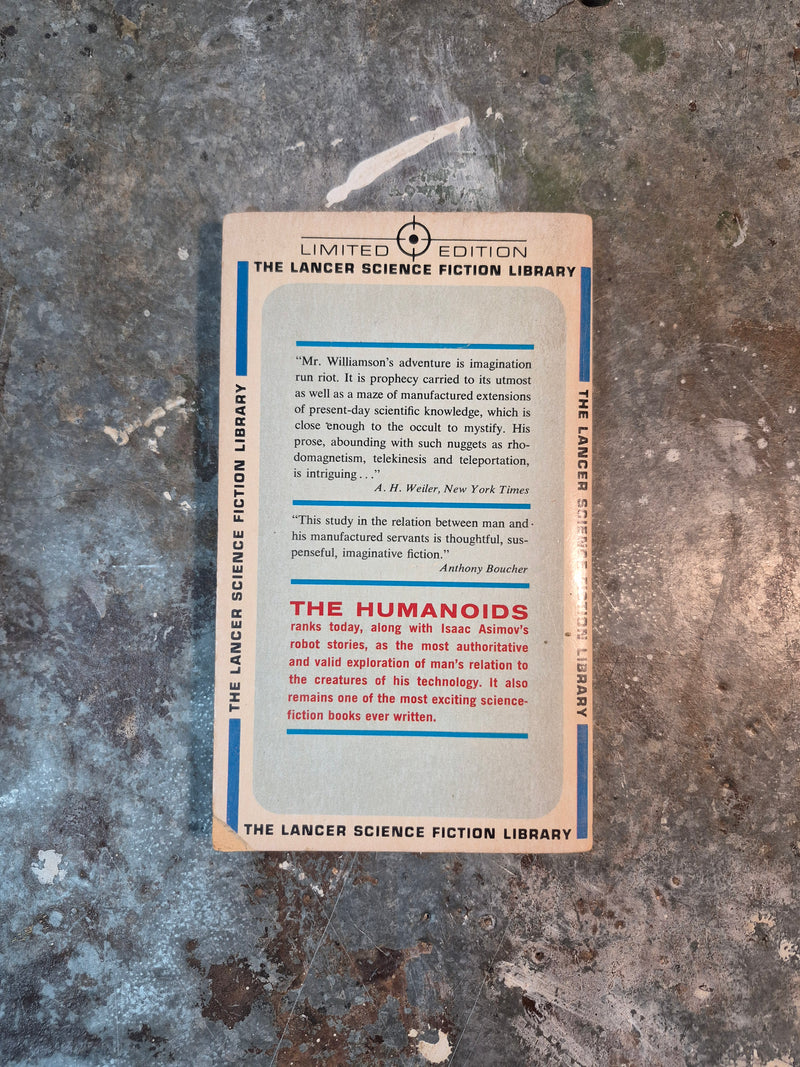 LIMITED EDITION
THE LANCER SCIENCE FICTION LIBRARY
THE LANCER SCIENCE FICTION LIBRARY
“Mr. Williamson’s adventure is imagination
run riot. It is prophecy carried to its utmost
as well as a maze of manufactured extensions
of present-day scientific knowledge, which is
close enough to the occult to mystify. His
prose, abounding with such nuggets as rho-
domagnetism, telekinesis and teleportation,
is intriguing . . .”
A. H. Weiler, New York Times
“This study in the relation between man and
his manufactured servants is thoughtful, sus-
penseful, imaginative fiction.”
Anthony Boucher
THE HUMANOIDS
ranks today, along with Isaac Asimov’s
robot stories, as the most authoritative
and valid exploration of man’s relation to
the creatures of his technology. It also
remains one of the most exciting science-
fiction books ever written.
THE LANCER SCIENCE FICTION LIBRARY
THE LANCER SCIENCE FICTION LIBRARY